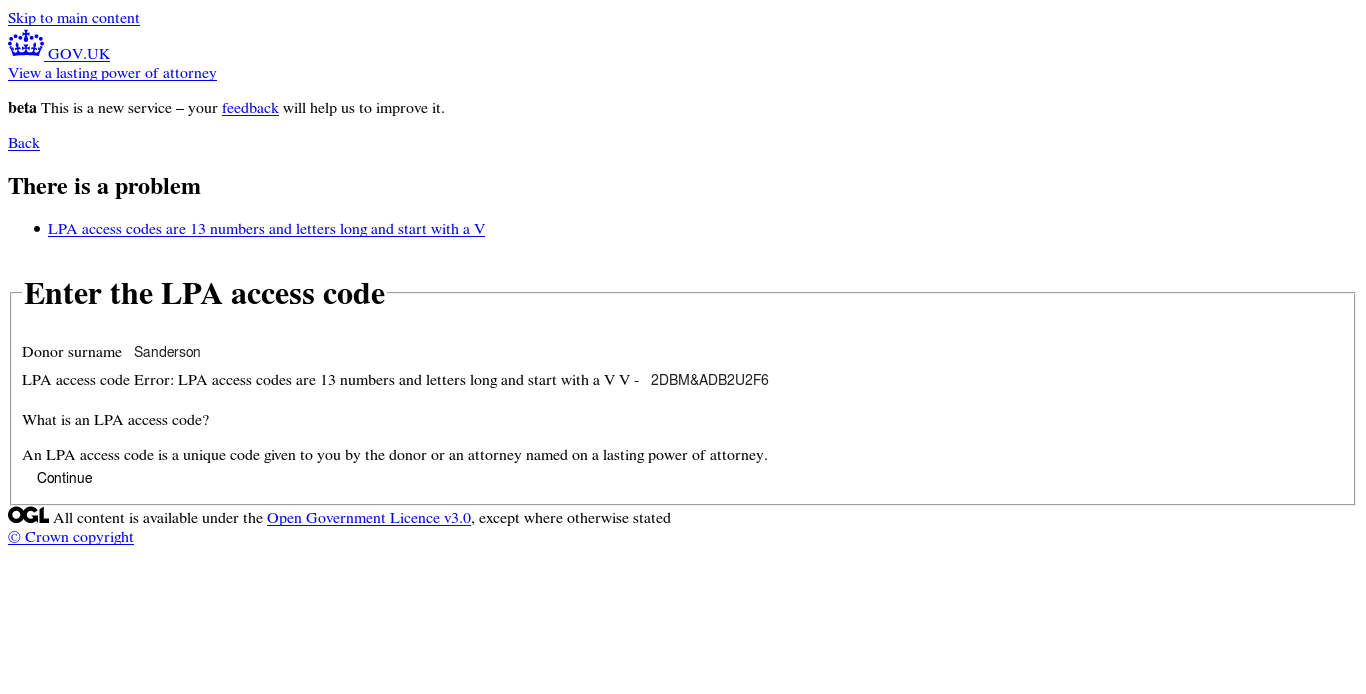 Skip to main content
GOV.UK
View a lasting power of attorney
beta This is a new service – your feedback will help us to improve it.
Back
There is a problem
LPA access codes are 13 numbers and letters long and start with a V
Enter the LPA access code
Donor surname Sanderson
LPA access code Error: LPA access codes are 13 numbers and letters long and start with a V V - 2DBM&ADB2U2F6
What is an LPA access code?
An LPA access code is a unique code given to you by the donor or an attorney named on a lasting power of attorney.
Continue
OGL All content is available under the Open Government Licence v3.0, except where otherwise stated
© Crown copyright